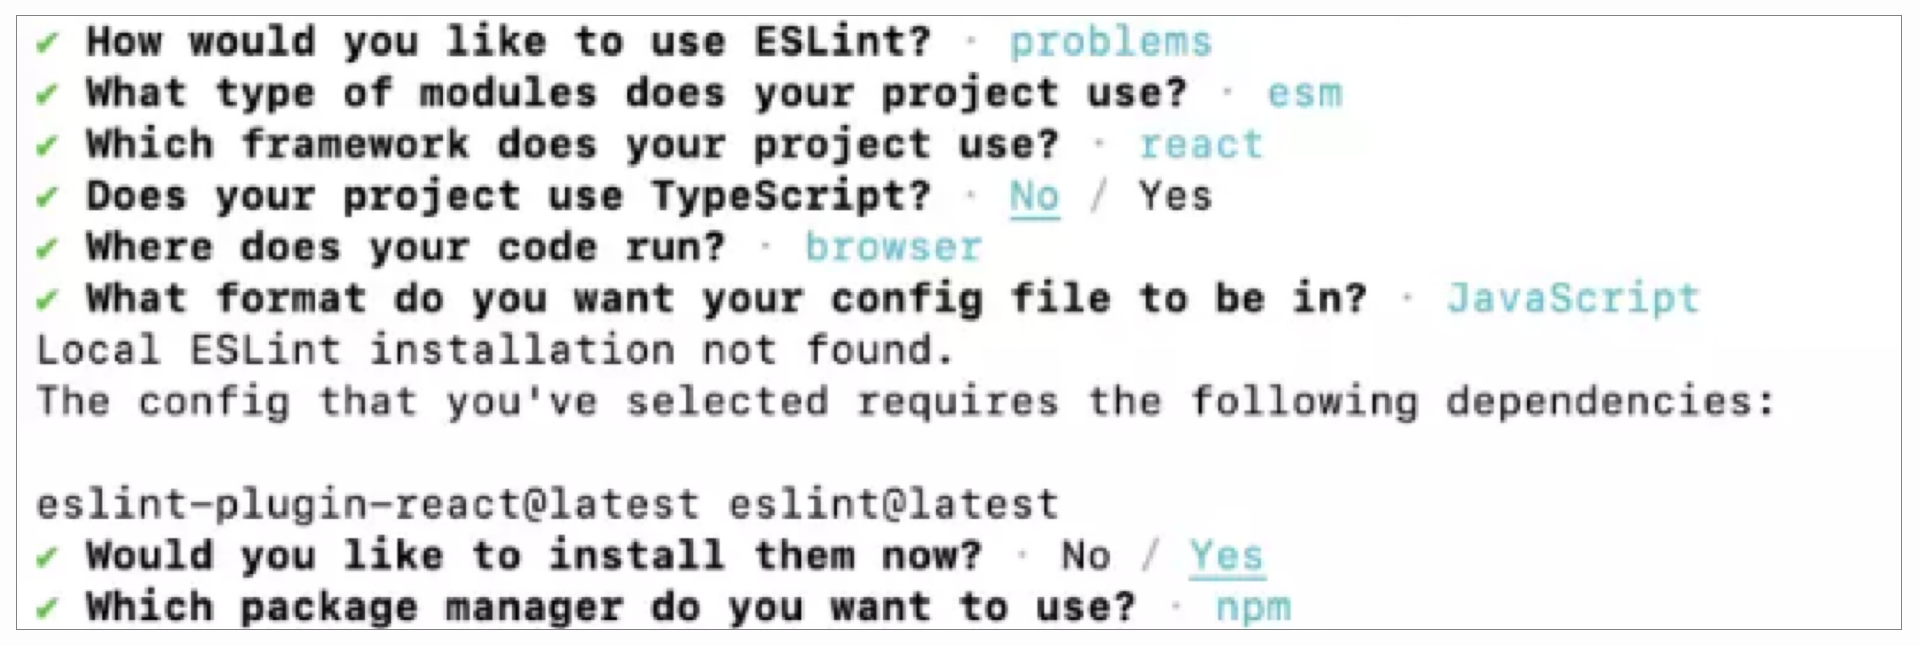 ✔ How would you like to use ESLint? · problems
✔ What type of modules does your project use? · esm
✔ Which framework does your project use? · react
✔ Does your project use TypeScript? · No / Yes
✔ Where does your code run? · browser
✔ What format do you want your config file to be in? · JavaScript
Local ESLint installation not found.
The config that you've selected requires the following dependencies:
eslint-plugin-react@latest eslint@latest
✔ Would you like to install them now? · No / Yes
✔ Which package manager do you want to use? · npm